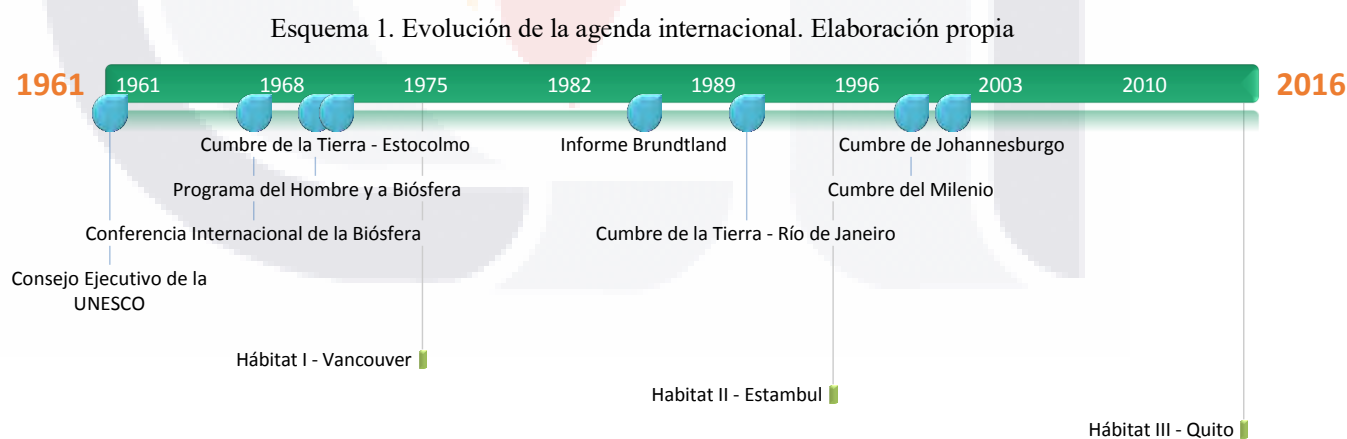 Esquema 1. Evolución de la agenda internacional. Elaboración propia
1961 1961 1968 1975 1982 1989 1996 2003 2010 2016
Cumbre de la Tierra - Estocolmo Informe Brundtland Cumbre de Johannesburgo
Programa del Hombre y a Biósfera Cumbre del Milenio
Conferencia Internacional de la Biósfera Cumbre de la Tierra - Río de Janeiro
Consejo Ejecutivo de la
UNESCO
Hábitat I - Vancouver
Habitat II - Estambul
Hábitat III - Quito